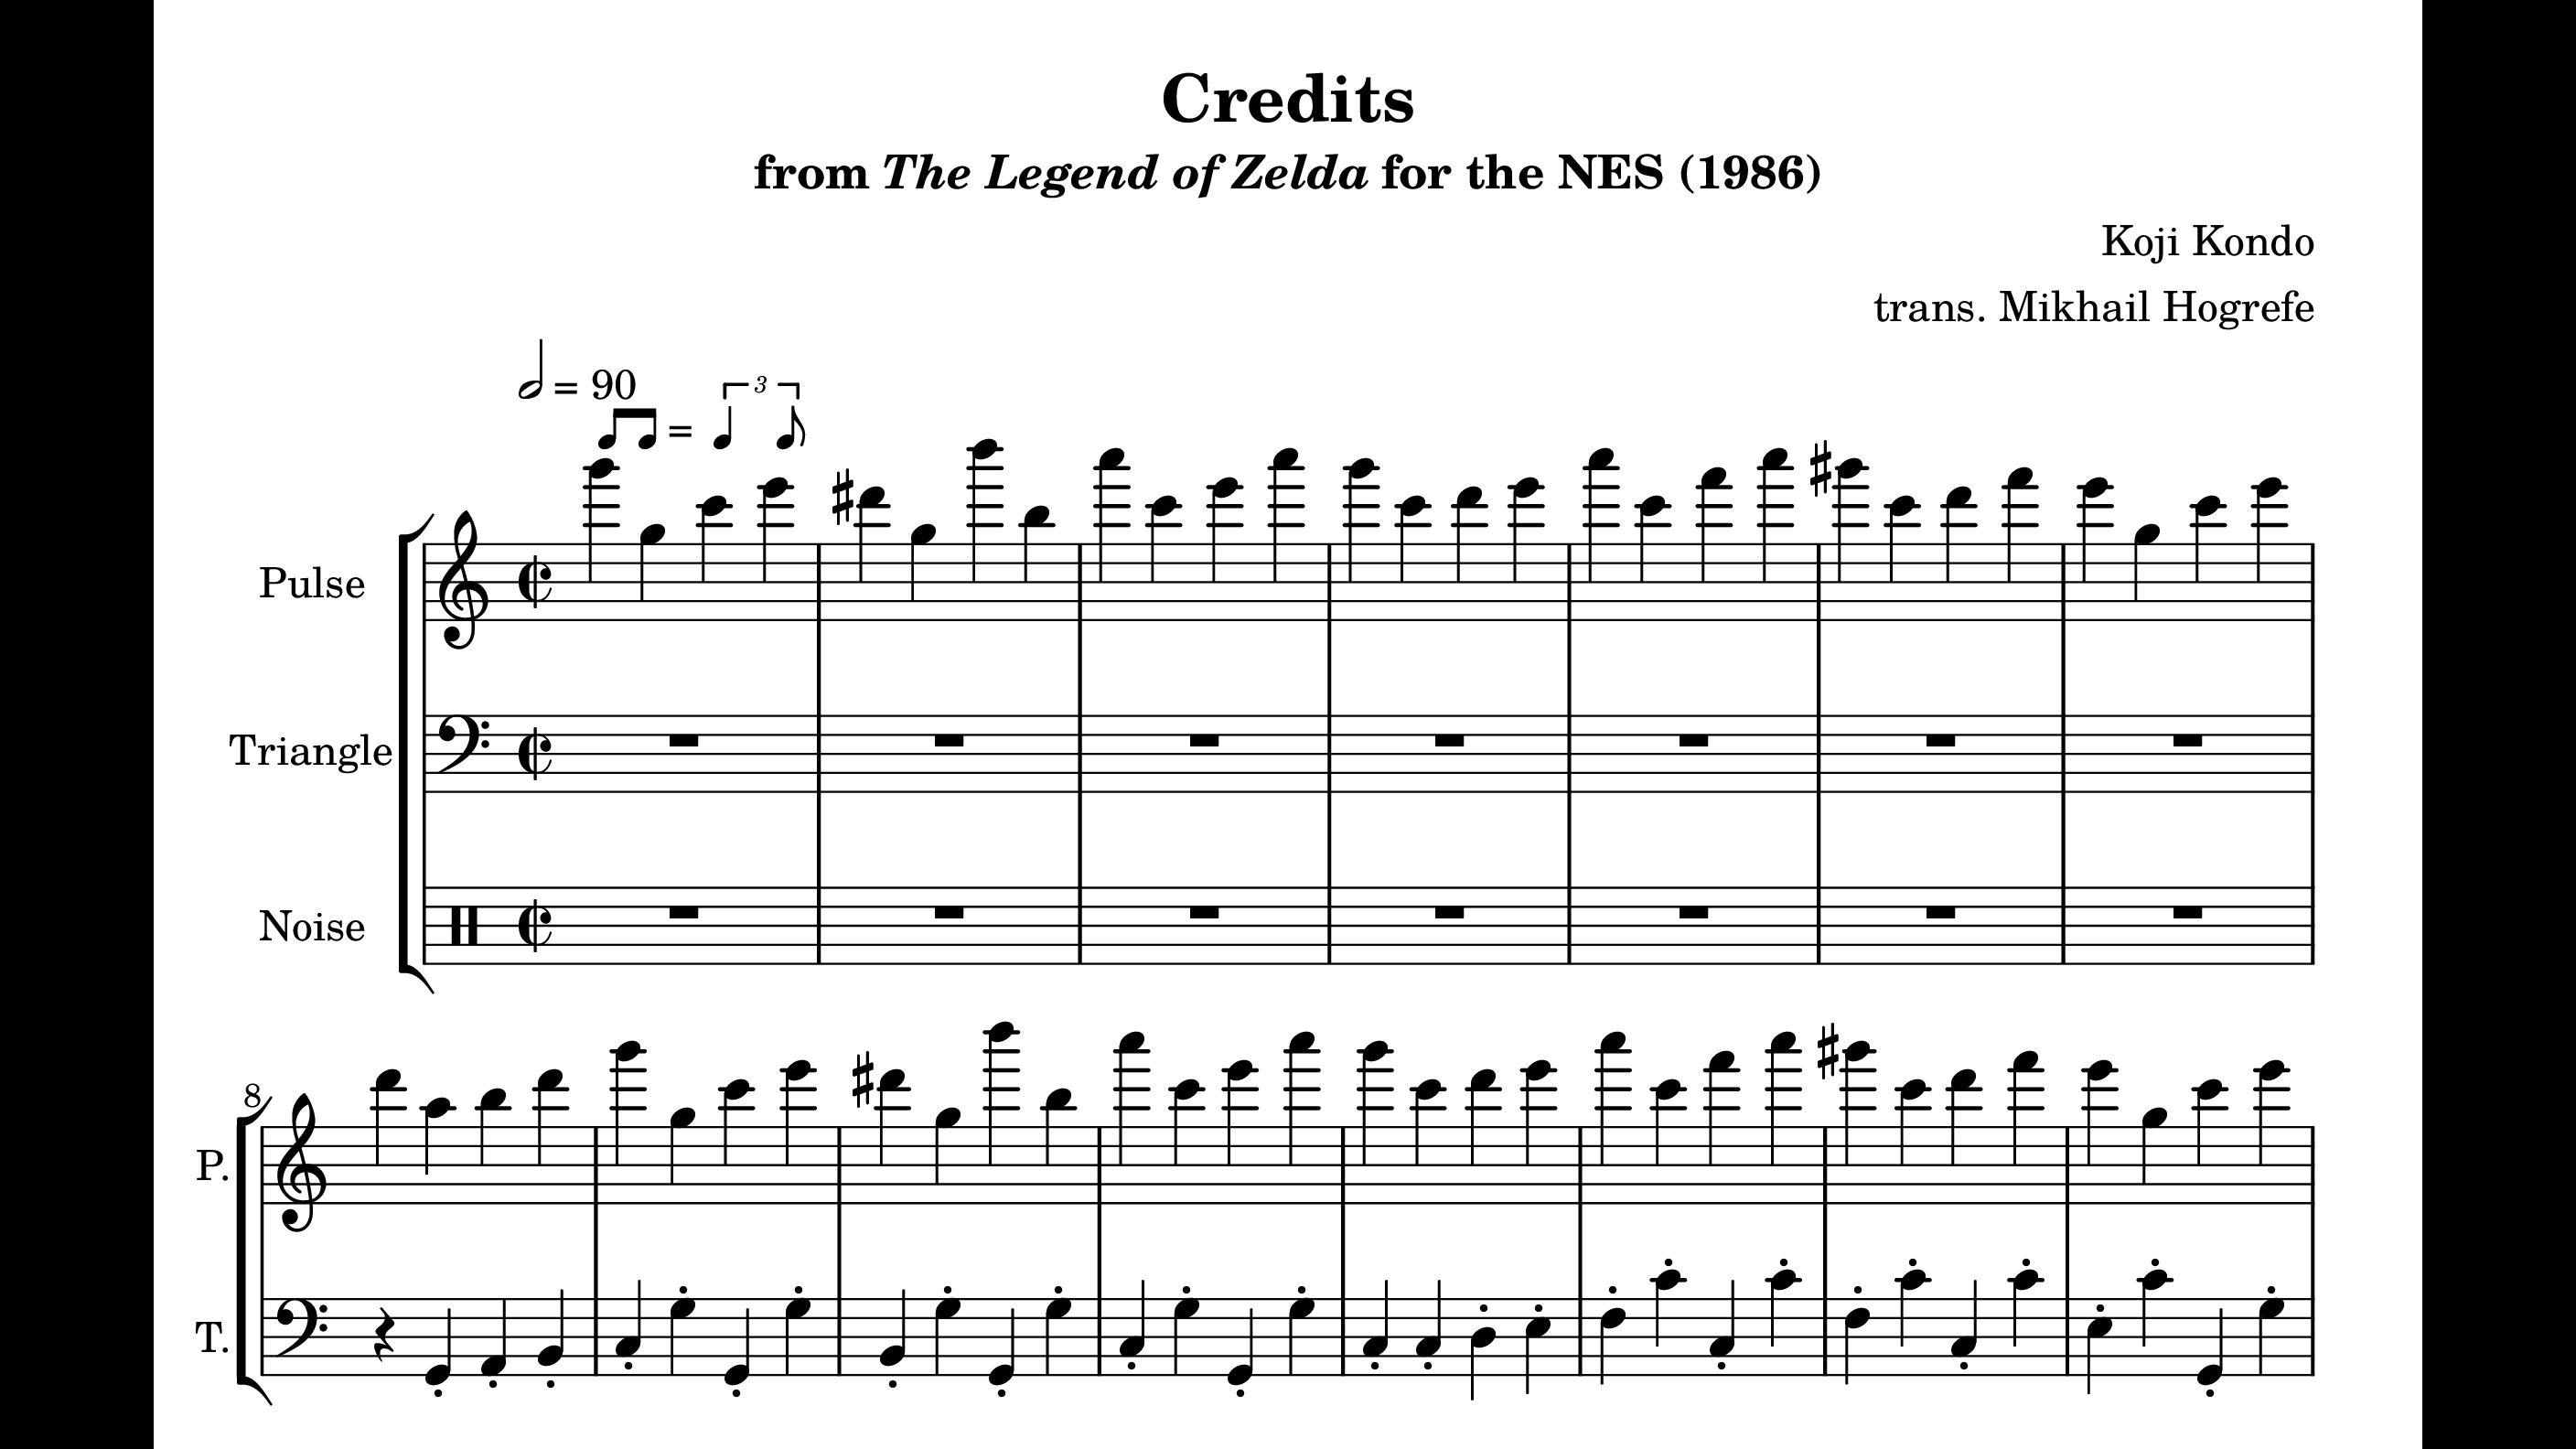 Credits
from The Legend of Zelda for the NES (1986)
Koji Kondo
trans. Mikhail Hogrefe
= 90
= 3
Pulse
Triangle
Noise
8
P.
T.